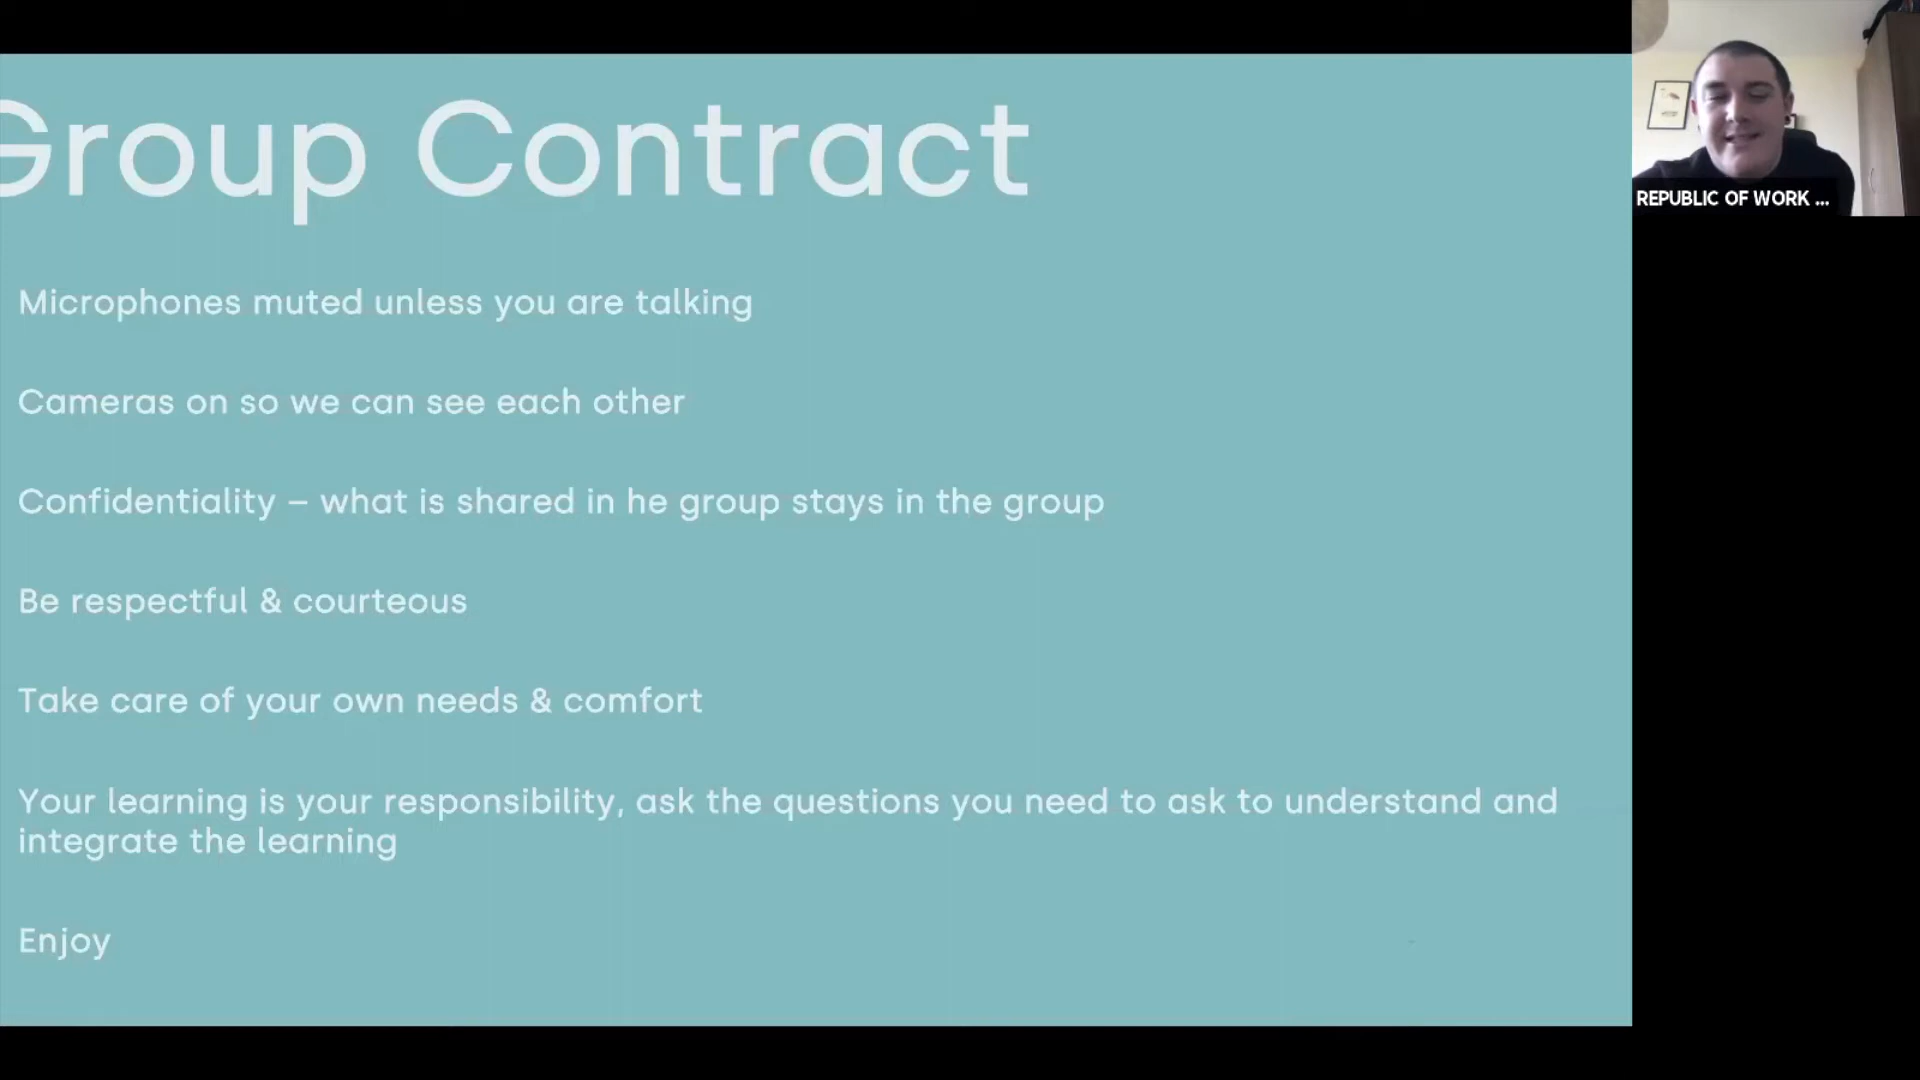 Group Contract
Microphones muted unless you are talking
Cameras on so we can see each other
Confidentiality – what is shared in he group stays in the group
Be respectful & courteous
Take care of your own needs & comfort
Your learning is your responsibility, ask the questions you need to ask to understand and
integrate the learning
Enjoy
REPUBLIC OF WORK ...